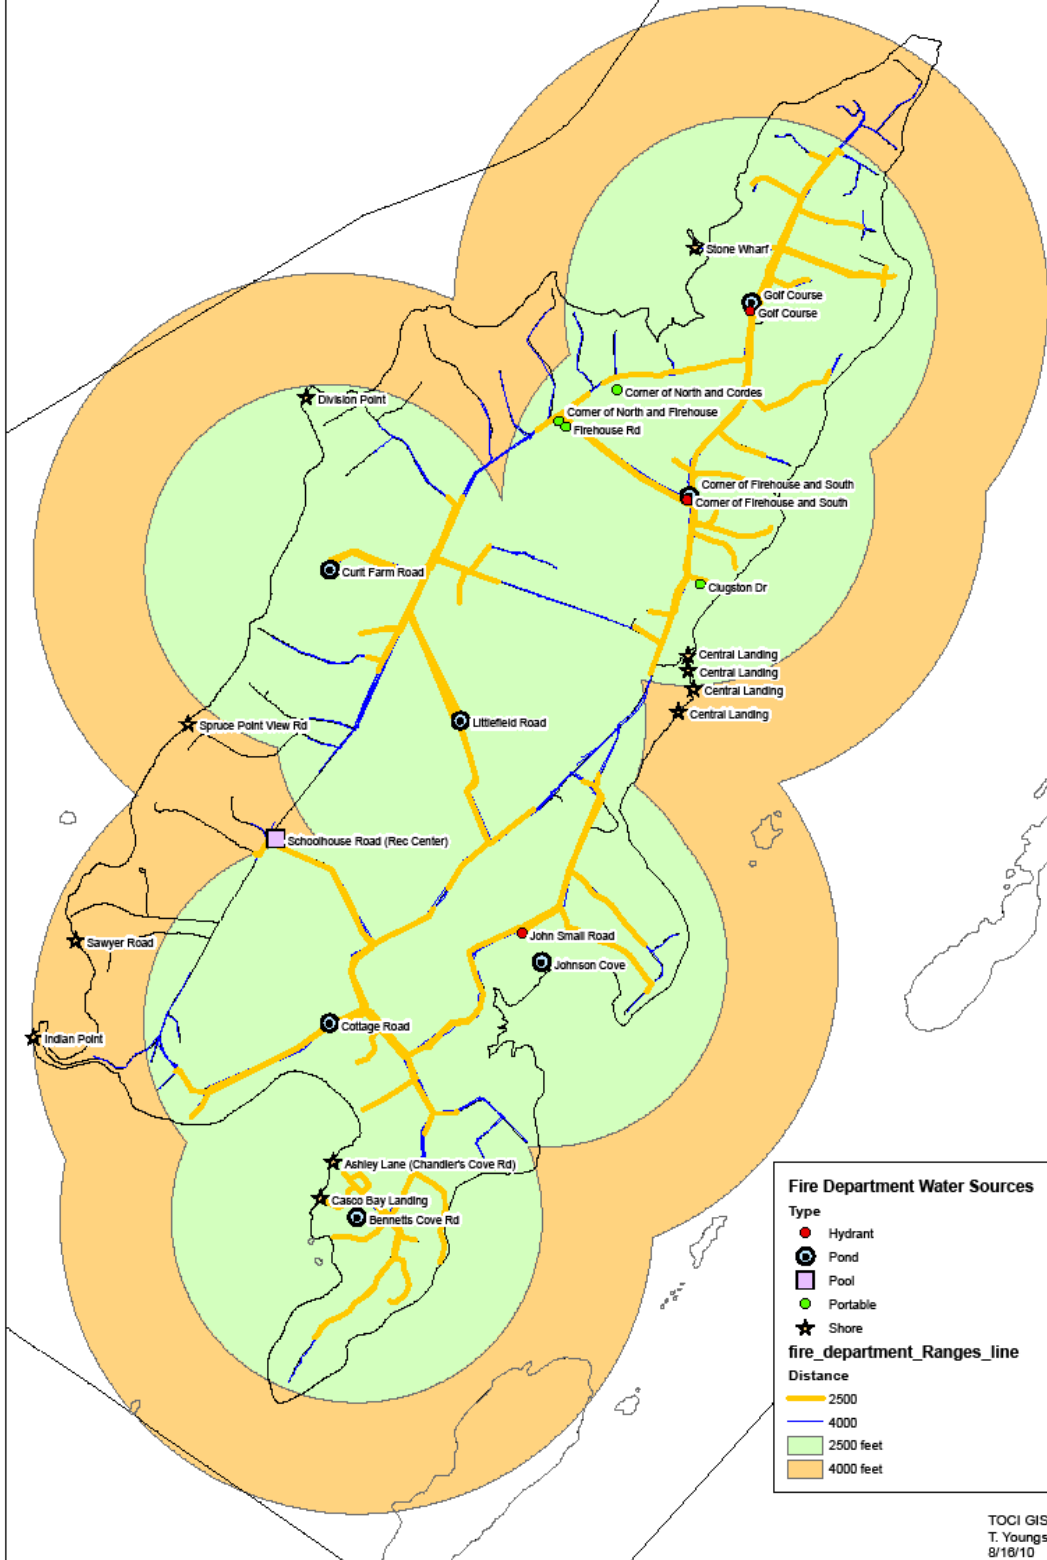 Stone Wharf
Golf Course
Golf Course
Division Point
Corner of North and Cordes
Corner of North and Firehouse
Firehouse Rd
Corner of Firehouse and South
Corner of Firehouse and South
Curit Farm Road
Clugston Dr
Central Landing
Central Landing
Central Landing
Central Landing
Spruce Point View Rd
Littlefield Road
Schoolhouse Road (Rec Center)
Sawyer Road
John Small Road
Johnson Cove
Indian Point
Cottage Road
Ashley Lane (Chandler's Cove Rd)
Casco Bay Landing
Bennetts Cove Rd
Fire Department Water Sources
Type
Hydrant
Pond
Pool
Portable
Shore
fire_department_Ranges_line
Distance
2500
4000
2500 feet
4000 feet
TOCI GIS
T. Youngs
8/16/10